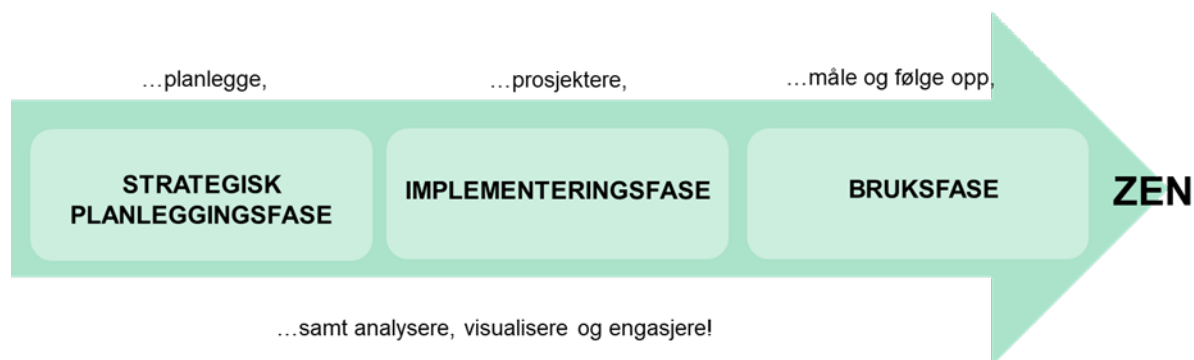 …planlegge,
…prosjektere,
…måle og følge opp,
STRATEGISK
PLANLEGGINGSFASE
IMPLEMENTERINGSFASE
BRUKSFASE
ZEN
…samt analysere, visualisere og engasjere!